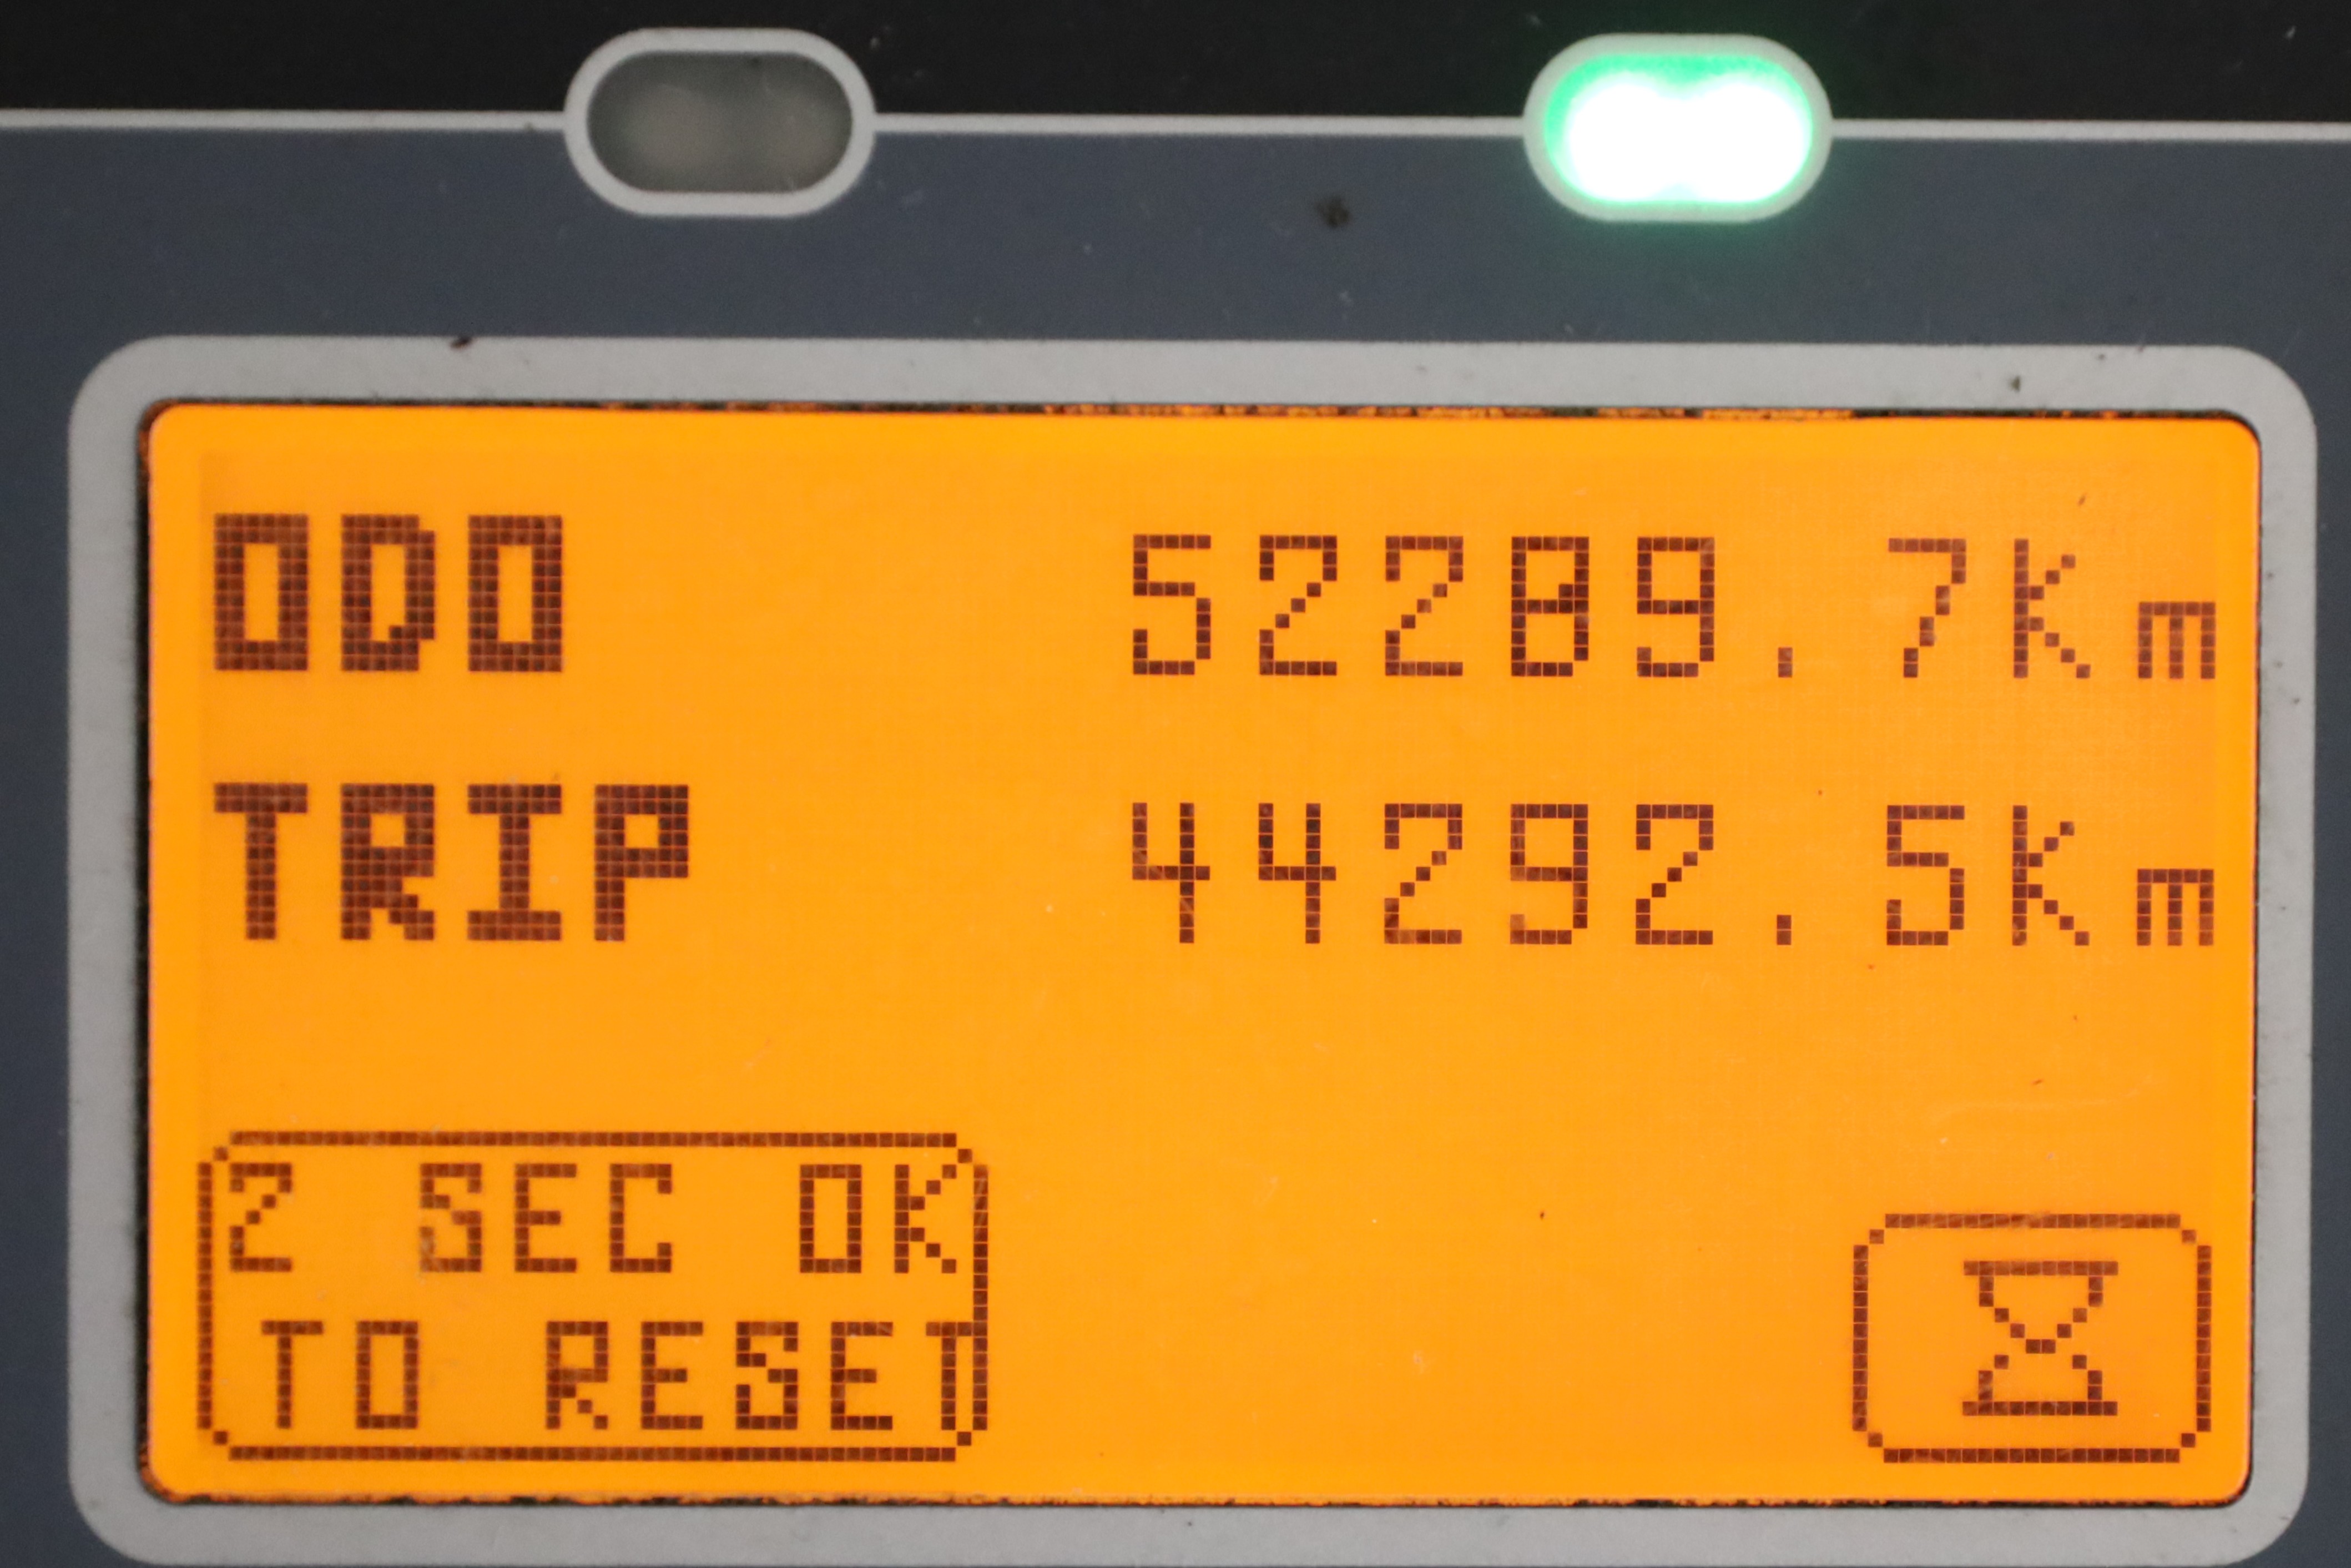 ODO 52289.7Km
TRIP 44292.5Km
2 SEC OK
TO RESET